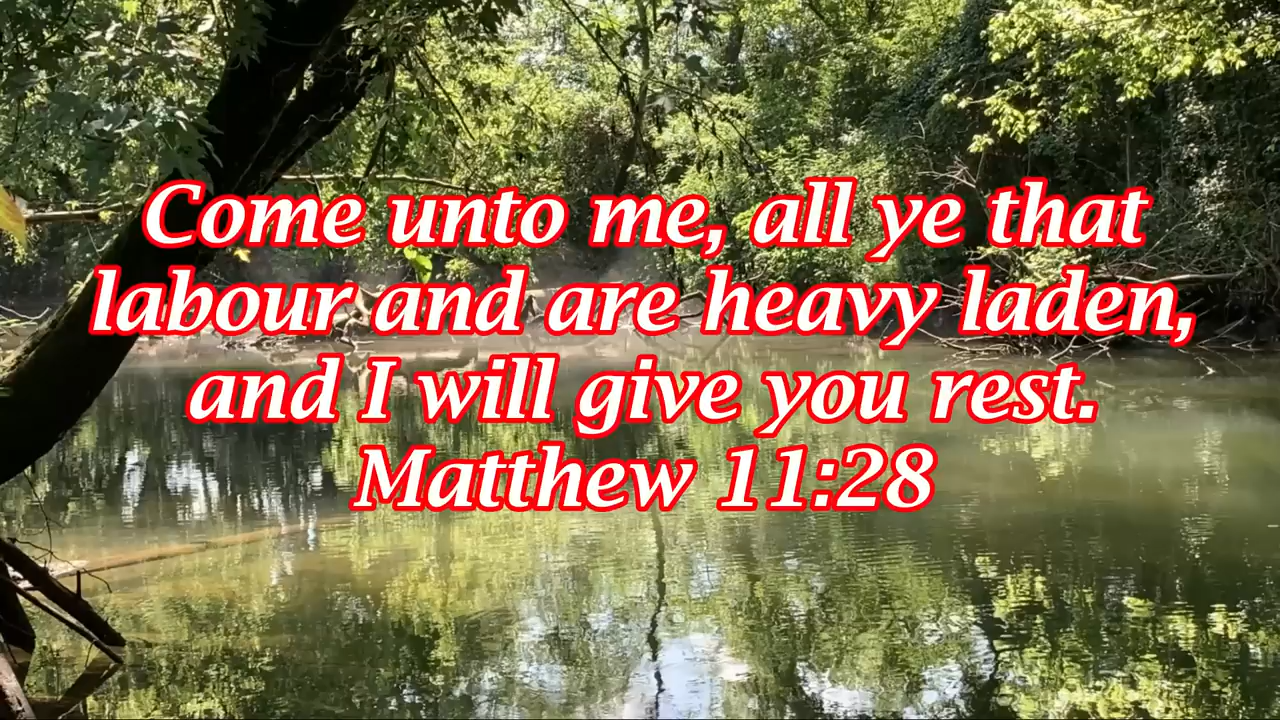 Come unto me, all ye that
labour and are heavy laden,
and I will give you rest.
Matthew 11:28